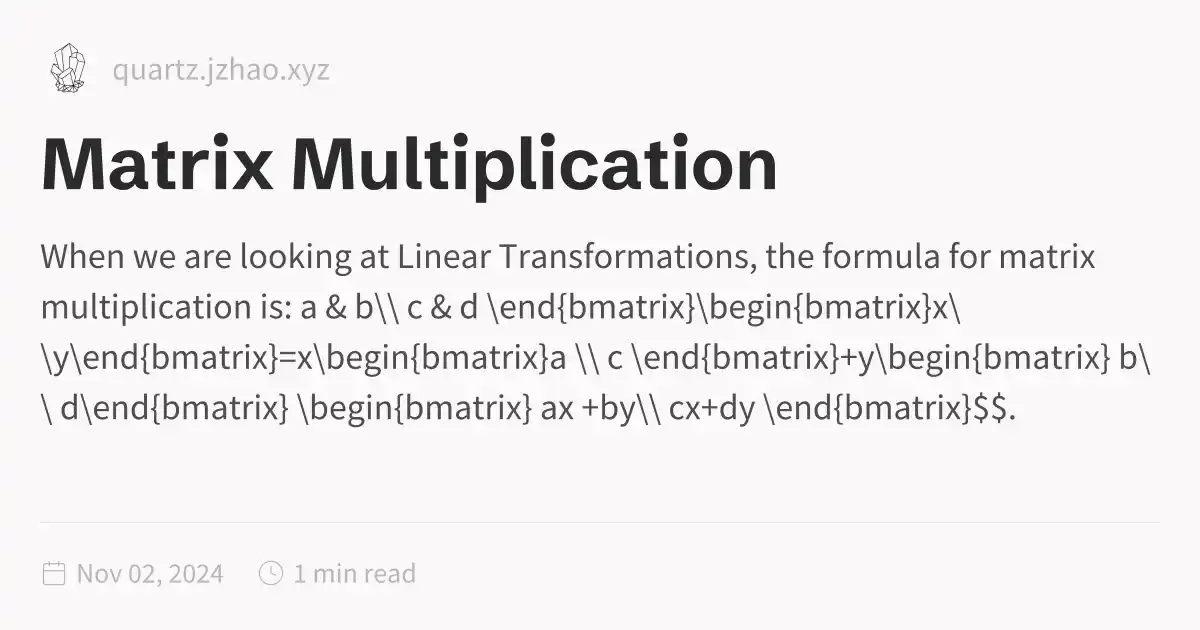 quartz.jzhao.xyz
Matrix Multiplication
When we are looking at Linear Transformations, the formula for matrix
multiplication is: a & b\\ c & d \end{bmatrix}\begin{bmatrix}x\
\y\end{bmatrix}=x\begin{bmatrix}a \\ c \end{bmatrix}+y\begin{bmatrix} b\
\ d\end{bmatrix} \begin{bmatrix} ax +by\\ cx+dy \end{bmatrix}$$.
Nov 02, 2024 1 min read